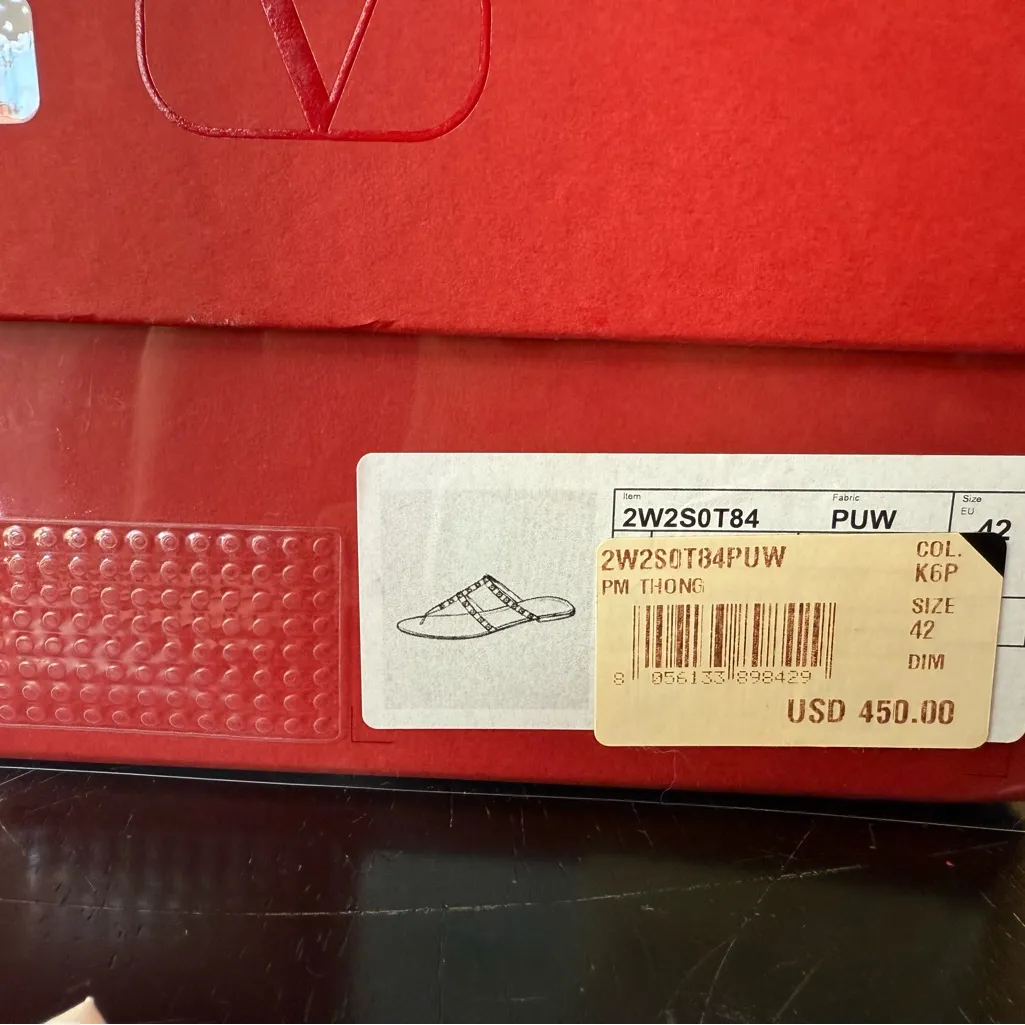 V
Item
2W2S0T84
Fabric
PUW
Size
EU
42
2W2S0T84PUW
PM THONG
COL.
K6P
SIZE
42
DIM
8 056133 898429
USD 450.00